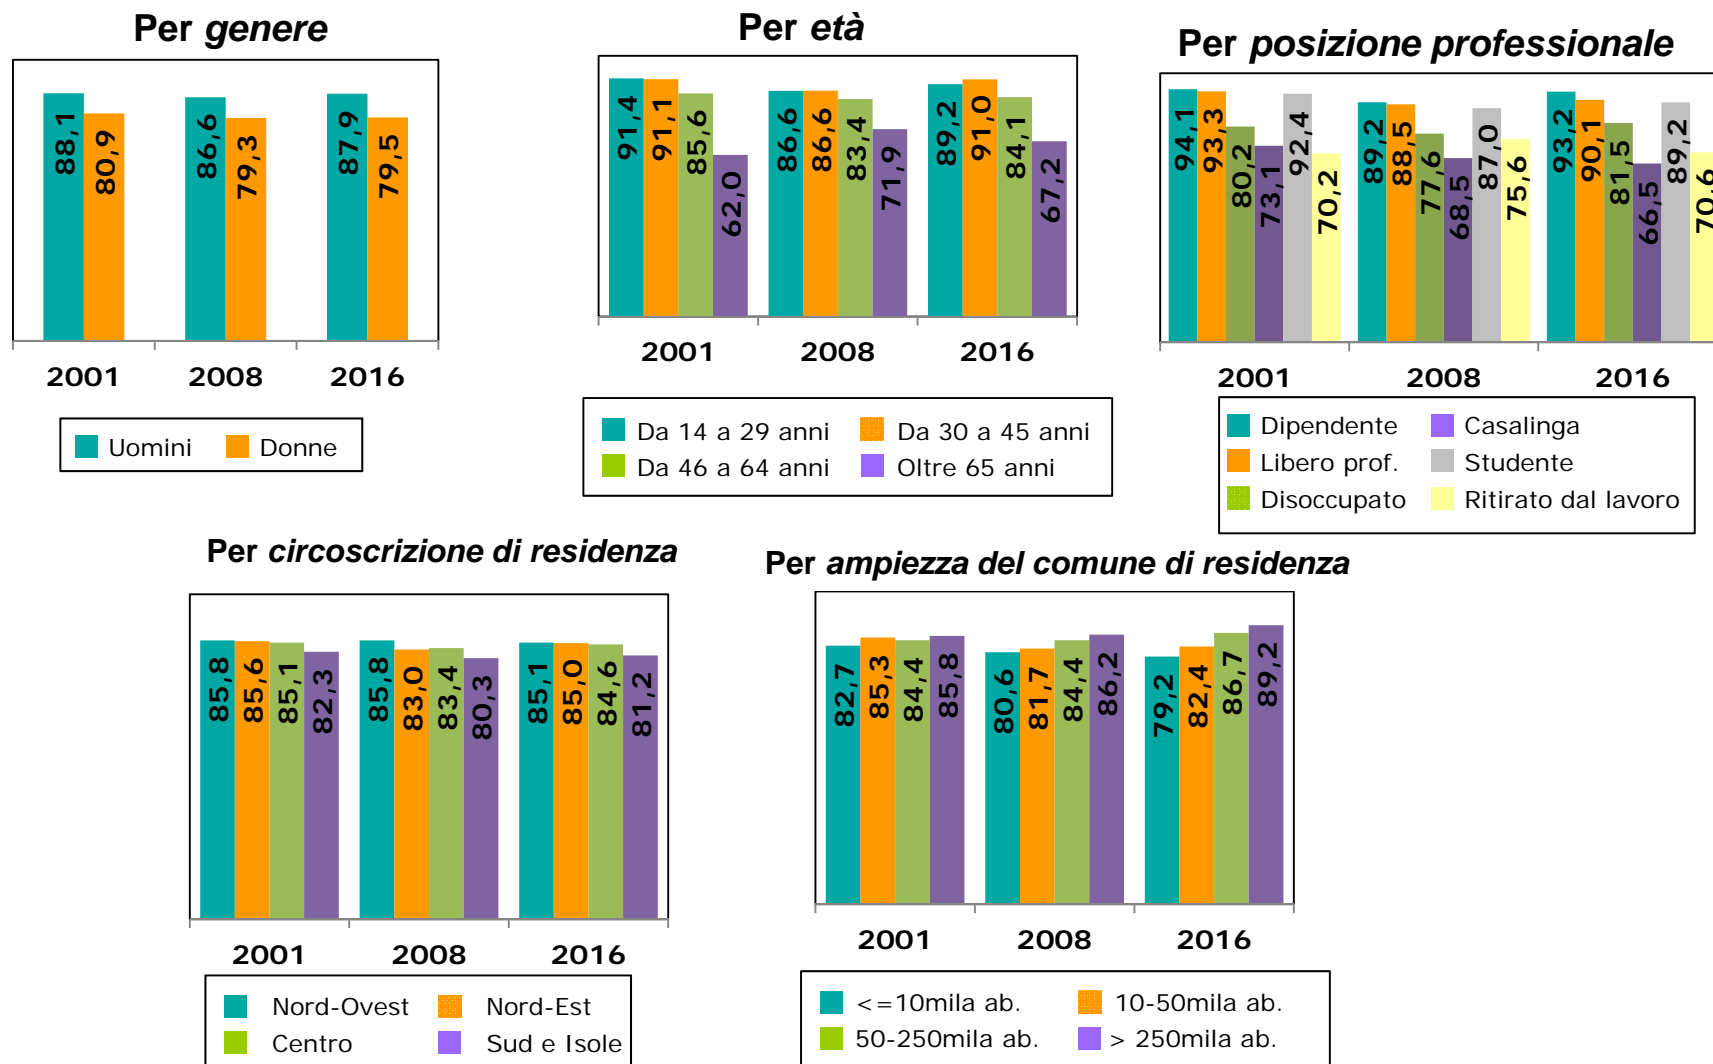 Per genere
88,1 80,9 86,6 79,3 87,9 79,5
2001 2008 2016
Uomini Donne
Per età
91,4 91,1 85,6 62,0 86,6 86,6 83,4 71,9 89,2 91,0 84,1 67,2
2001 2008 2016
Da 14 a 29 anni Da 30 a 45 anni
Da 46 a 64 anni Oltre 65 anni
Per posizione professionale
94,1 93,3 80,2 73,1 92,4 70,2 89,2 88,5 77,6 68,5 87,0 75,6 93,2 90,1 81,5 66,5 89,2 70,6
2001 2008 2016
Dipendente Casalinga
Libero prof. Studente
Disoccupato Ritirato dal lavoro
Per circoscrizione di residenza
85,8 85,6 85,1 82,3 85,8 83,0 83,4 80,3 85,1 85,0 84,6 81,2
2001 2008 2016
Nord-Ovest Nord-Est
Centro Sud e Isole
Per ampiezza del comune di residenza
82,7 85,3 84,4 85,8 80,6 81,7 84,4 86,2 79,2 82,4 86,7 89,2
2001 2008 2016
<=10mila ab. 10-50mila ab.
50-250mila ab. > 250mila ab.